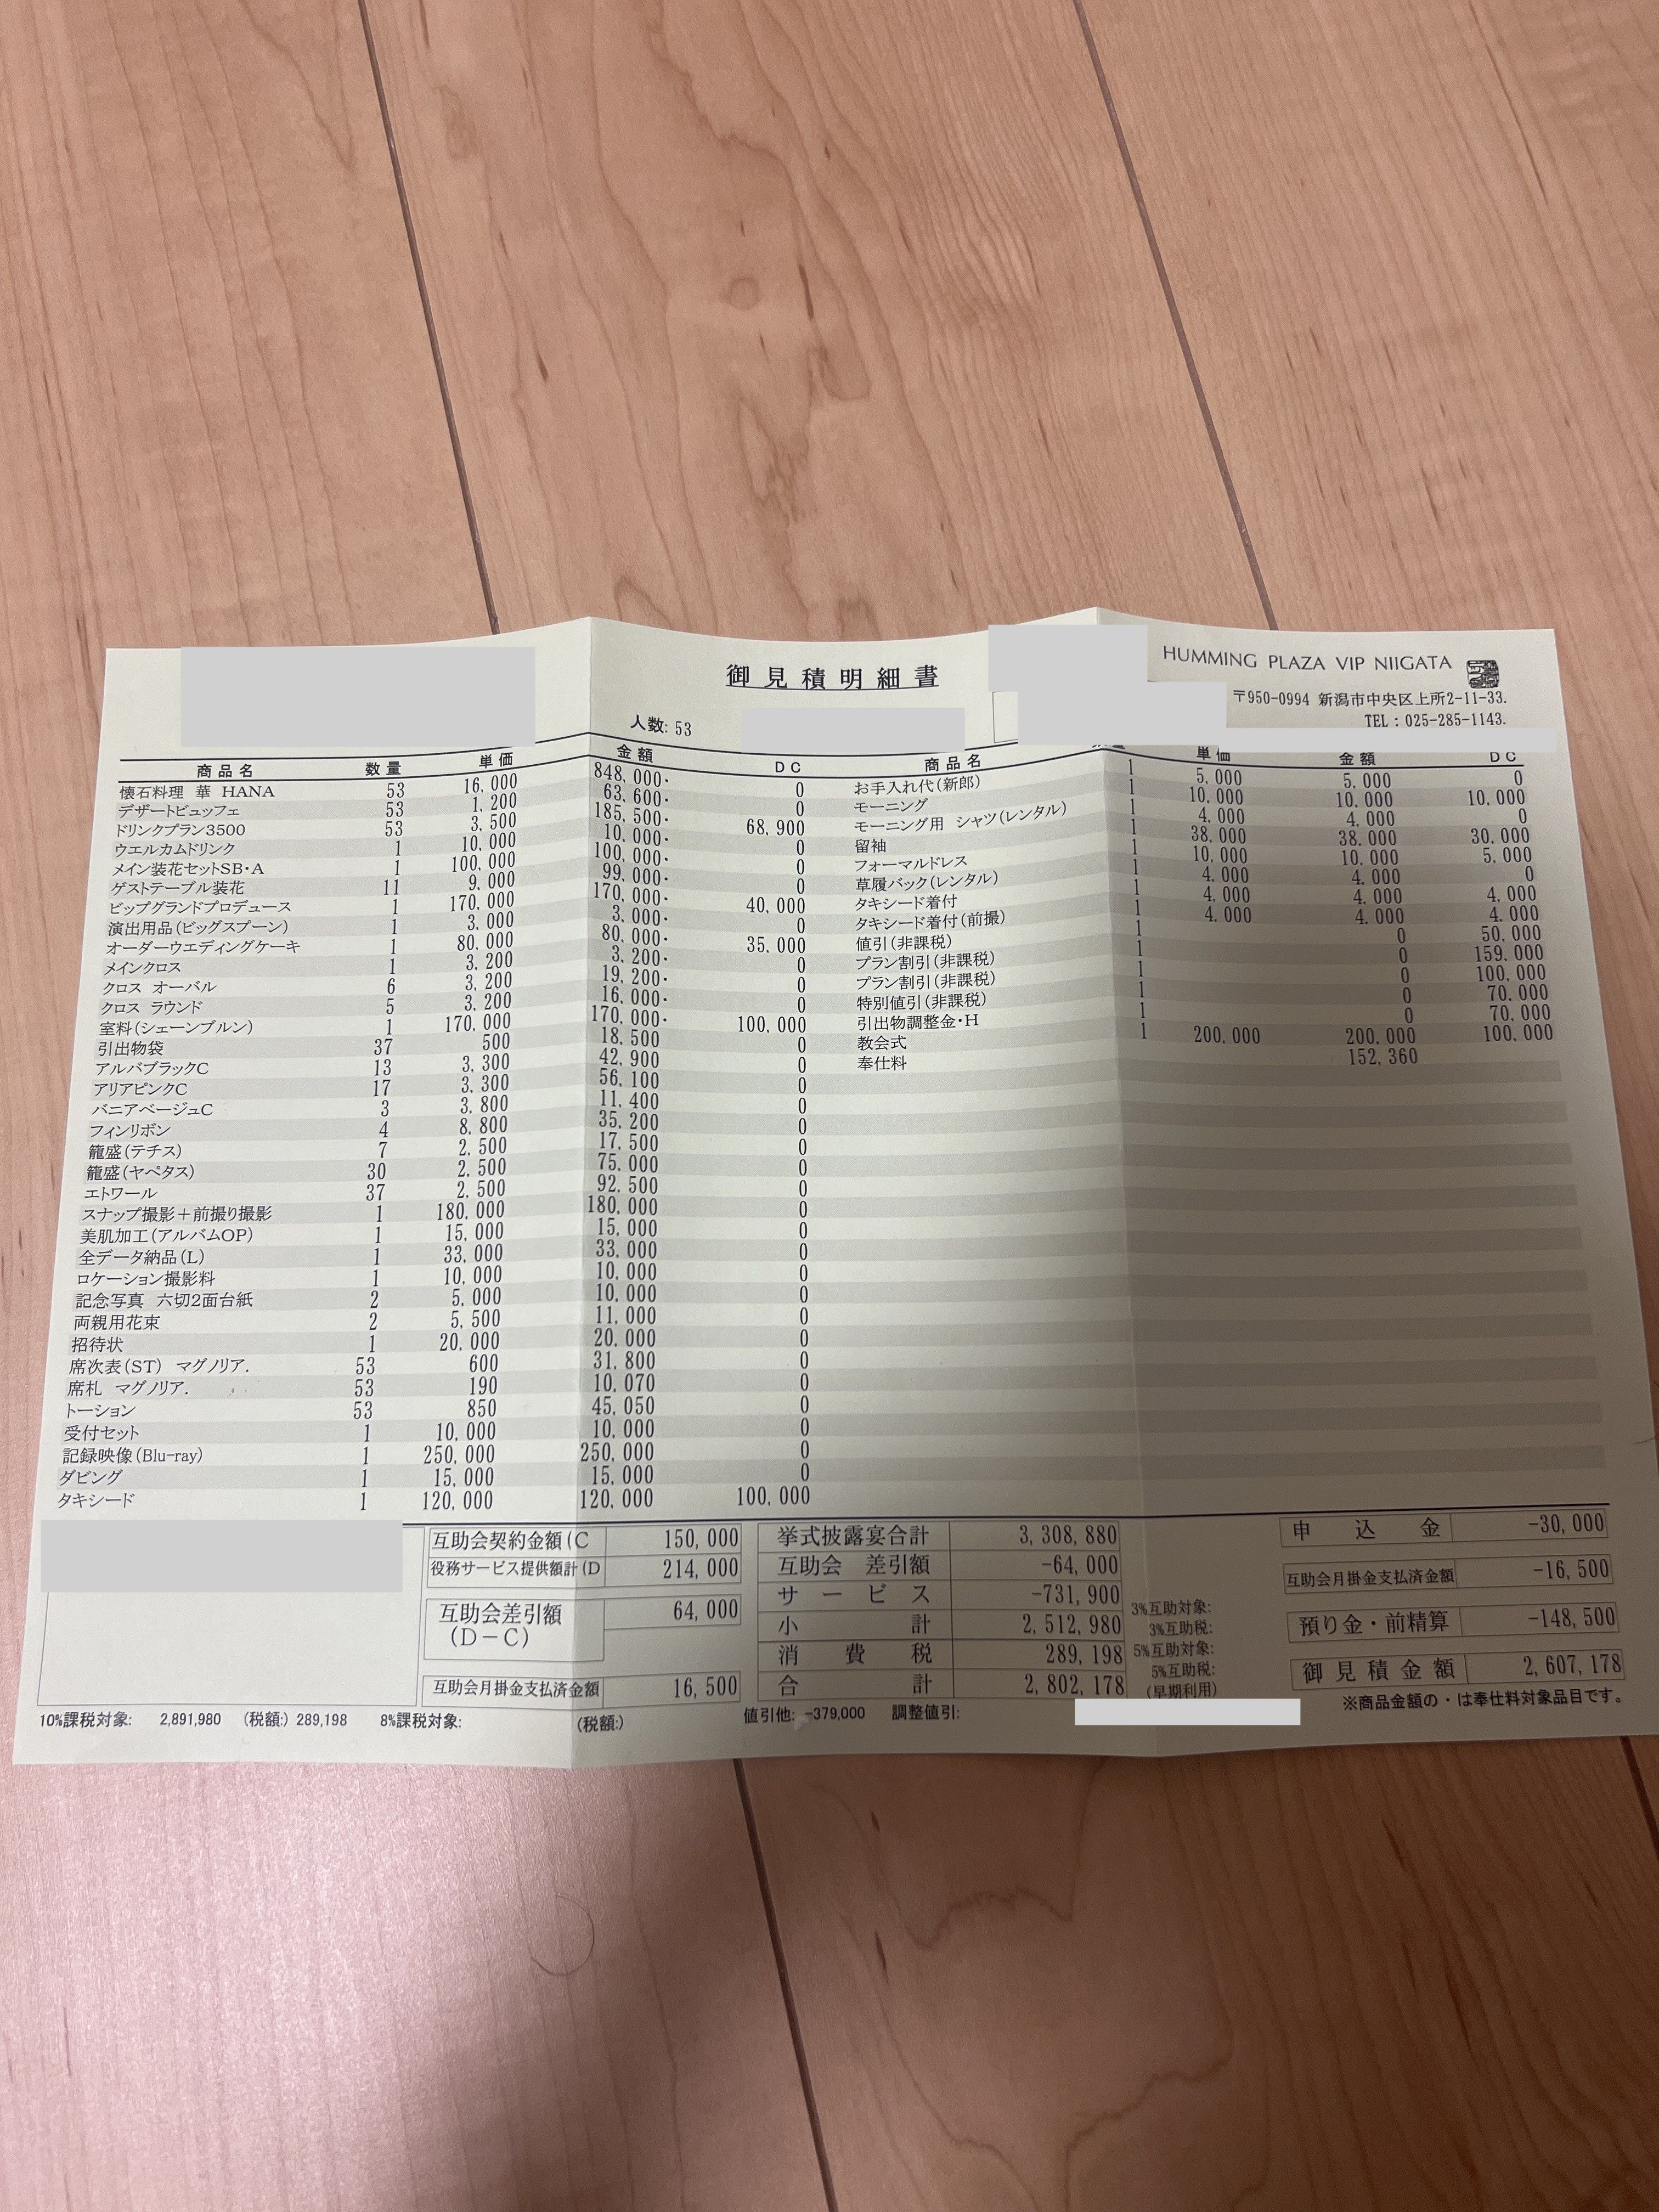 御見積明細書
HUMMING PLAZA VIP NIIGATA
〒950-0994 新潟市中央区上所2-11-33.
TEL : 025-285-1143.
人数: 53
商品名 数量 単価 金額 DC
懐石料理 華 HANA 53 16,000 848,000・ 0
デザートビュッフェ 53 1,200 63,600・ 0
ドリンクプラン3500 53 3,500 185,500・ 68,900
ウエルカムドリンク 1 10,000 10,000・ 0
メイン装花セットSB・A 1 100,000 100,000・ 0
ゲストテーブル装花 11 9,000 99,000・ 0
ビップグランドプロデュース 1 170,000 170,000・ 40,000
演出用品(ビッグスプーン) 1 3,000 3,000・ 0
オーダーウエディングケーキ 1 80,000 80,000・ 35,000
メインクロス 1 3,200 3,200・ 0
クロス オーバル 6 3,200 19,200・ 0
クロス ラウンド 5 3,200 16,000・ 0
室料(シェーンブルン) 1 170,000 170,000・ 100,000
引出物袋 37 500 18,500 0
アルバブラックC 13 3,300 42,900 0
アリアピンクC 17 3,300 56,100 0
バニアベージュC 3 3,800 11,400 0
フィンリボン 4 8,800 35,200 0
籠盛(テチス) 7 2,500 17,500 0
籠盛(ヤペタス) 30 2,500 75,000 0
エトワール 37 2,500 92,500 0
スナップ撮影＋前撮り撮影 1 180,000 180,000 0
美肌加工(アルバムOP) 1 15,000 15,000 0
全データ納品(L) 1 33,000 33,000 0
ロケーション撮影料 1 10,000 10,000 0
記念写真 六切2面台紙 2 5,000 10,000 0
両親用花束 2 5,500 11,000 0
招待状 1 20,000 20,000 0
席次表(ST) マグノリア. 53 600 31,800 0
席札 マグノリア. 53 190 10,070 0
トーション 53 850 45,050 0
受付セット 1 10,000 10,000 0
記録映像(Blu-ray) 1 250,000 250,000 0
ダビング 1 15,000 15,000 0
タキシード 1 120,000 120,000 100,000
商品名 単価 金額 DC
お手入れ代(新郎) 1 5,000 5,000 0
モーニング 1 10,000 10,000 10,000
モーニング用 シャツ(レンタル) 1 4,000 4,000 0
留袖 1 38,000 38,000 30,000
フォーマルドレス 1 10,000 10,000 5,000
草履バック(レンタル) 1 4,000 4,000 0
タキシード着付 1 4,000 4,000 4,000
タキシード着付(前撮) 1 4,000 4,000 4,000
値引(非課税) 1 0 50,000
プラン割引(非課税) 1 0 159,000
プラン割引(非課税) 1 0 100,000
特別値引(非課税) 1 0 70,000
引出物調整金・H 1 0 70,000
教会式 1 200,000 200,000 100,000
奉仕料 152,360
互助会契約金額(C 150,000
役務サービス提供額計(D 214,000
互助会差引額(D－C) 64,000
互助会月掛金支払済金額 16,500
挙式披露宴合計 3,308,880
互助会 差引額 -64,000
サービス -731,900
小計 2,512,980
消費税 289,198
合計 2,802,178
3%互助対象:
3%互助税:
5%互助対象:
5%互助税:
(早期利用)
申込金 -30,000
互助会月掛金支払済金額 -16,500
預り金・前精算 -148,500
御見積金額 2,607,178
※商品金額の・は奉仕料対象品目です。
10%課税対象: 2,891,980 (税額:) 289,198 8%課税対象: (税額:) 値引他: -379,000 調整値引: